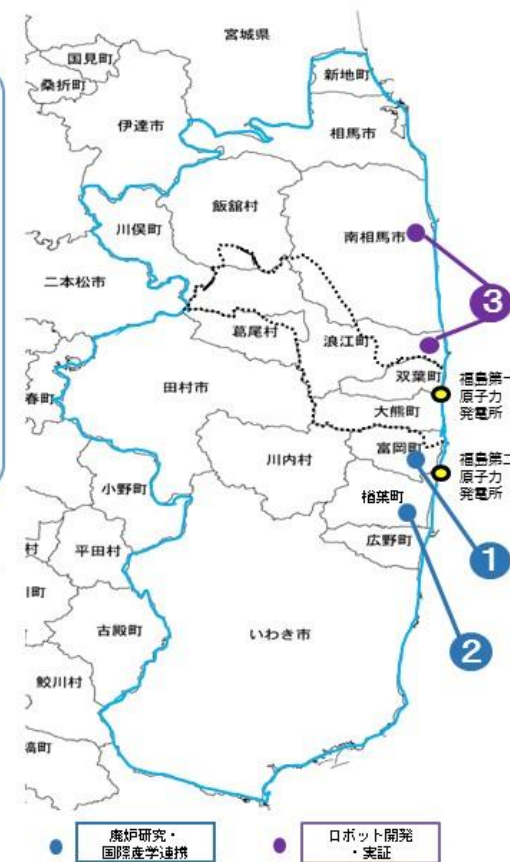 宮城県
国見町
桑折町
新地町
伊達市
相馬市
飯舘村
川俣町
南相馬市
二本松市
3
葛尾村
浪江町
双葉町
福島第一
原子力
発電所
田村市
大熊町
春町
川内村
富岡町
福島第二
原子力
発電所
小野町
楢葉町
広野町
1
村
平田村
町
2
古殿町
いわき市
鮫川村
塙町
廃炉研究・
国際産学連携
ロボット開発
・実証